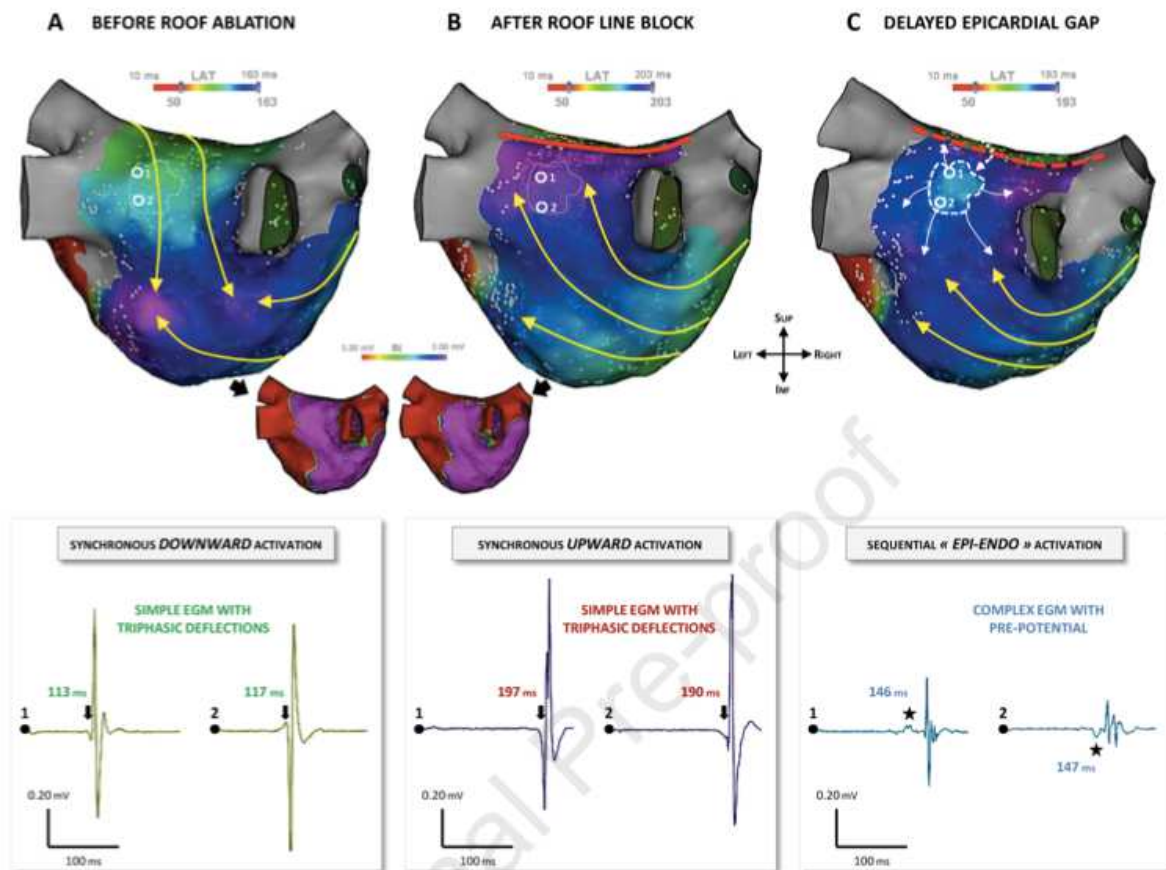 A BEFORE ROOF ABLATION
B AFTER ROOF LINE BLOCK
C DELAYED EPICARDIAL GAP
10 ms LAT 163 ms
50 163
10 ms LAT 203 ms
50 203
10 ms LAT 193 ms
50 193
1
2
1
2
1
2
SUP
LEFT RIGHT
INF
SYNCHRONOUS DOWNWARD ACTIVATION
SIMPLE EGM WITH
TRIPHASIC DEFLECTIONS
113 ms
117 ms
1
2
0.20 mV
100 ms
SYNCHRONOUS UPWARD ACTIVATION
SIMPLE EGM WITH
TRIPHASIC DEFLECTIONS
197 ms
190 ms
1
2
0.20 mV
100 ms
SEQUENTIAL « EPI-ENDO » ACTIVATION
COMPLEX EGM WITH
PRE-POTENTIAL
146 ms
1
2
147 ms
0.20 mV
100 ms
al Pre-proof